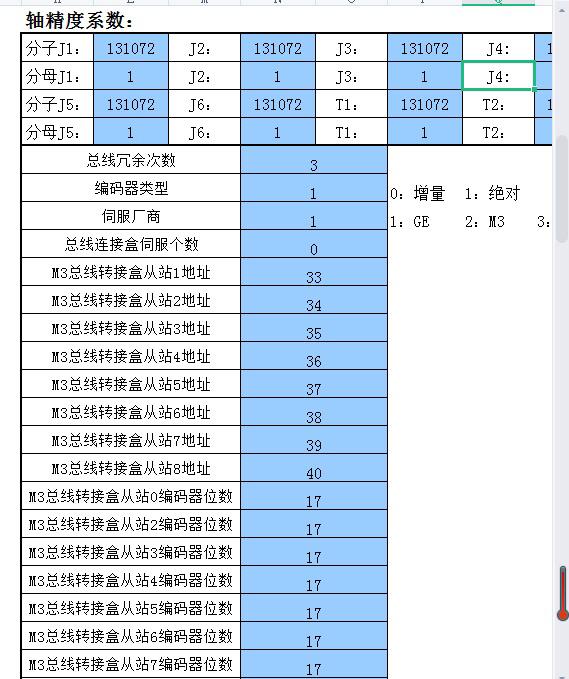 轴精度系数：
分子J1： 131072 J2： 131072 J3： 131072 J4： 1
分母J1： 1 J2： 1 J3： 1 J4：
分子J5： 131072 J6： 131072 T1： 131072 T2： 1
分母J5： 1 J6： 1 T1： 1 T2：
总线冗余次数 3
编码器类型 1 0：增量 1：绝对
伺服厂商 1 1：GE 2：M3 3：
总线连接盒伺服个数 0
M3总线转接盒从站1地址 33
M3总线转接盒从站2地址 34
M3总线转接盒从站3地址 35
M3总线转接盒从站4地址 36
M3总线转接盒从站5地址 37
M3总线转接盒从站6地址 38
M3总线转接盒从站7地址 39
M3总线转接盒从站8地址 40
M3总线转接盒从站0编码器位数 17
M3总线转接盒从站2编码器位数 17
M3总线转接盒从站3编码器位数 17
M3总线转接盒从站4编码器位数 17
M3总线转接盒从站5编码器位数 17
M3总线转接盒从站6编码器位数 17
M3总线转接盒从站7编码器位数 17